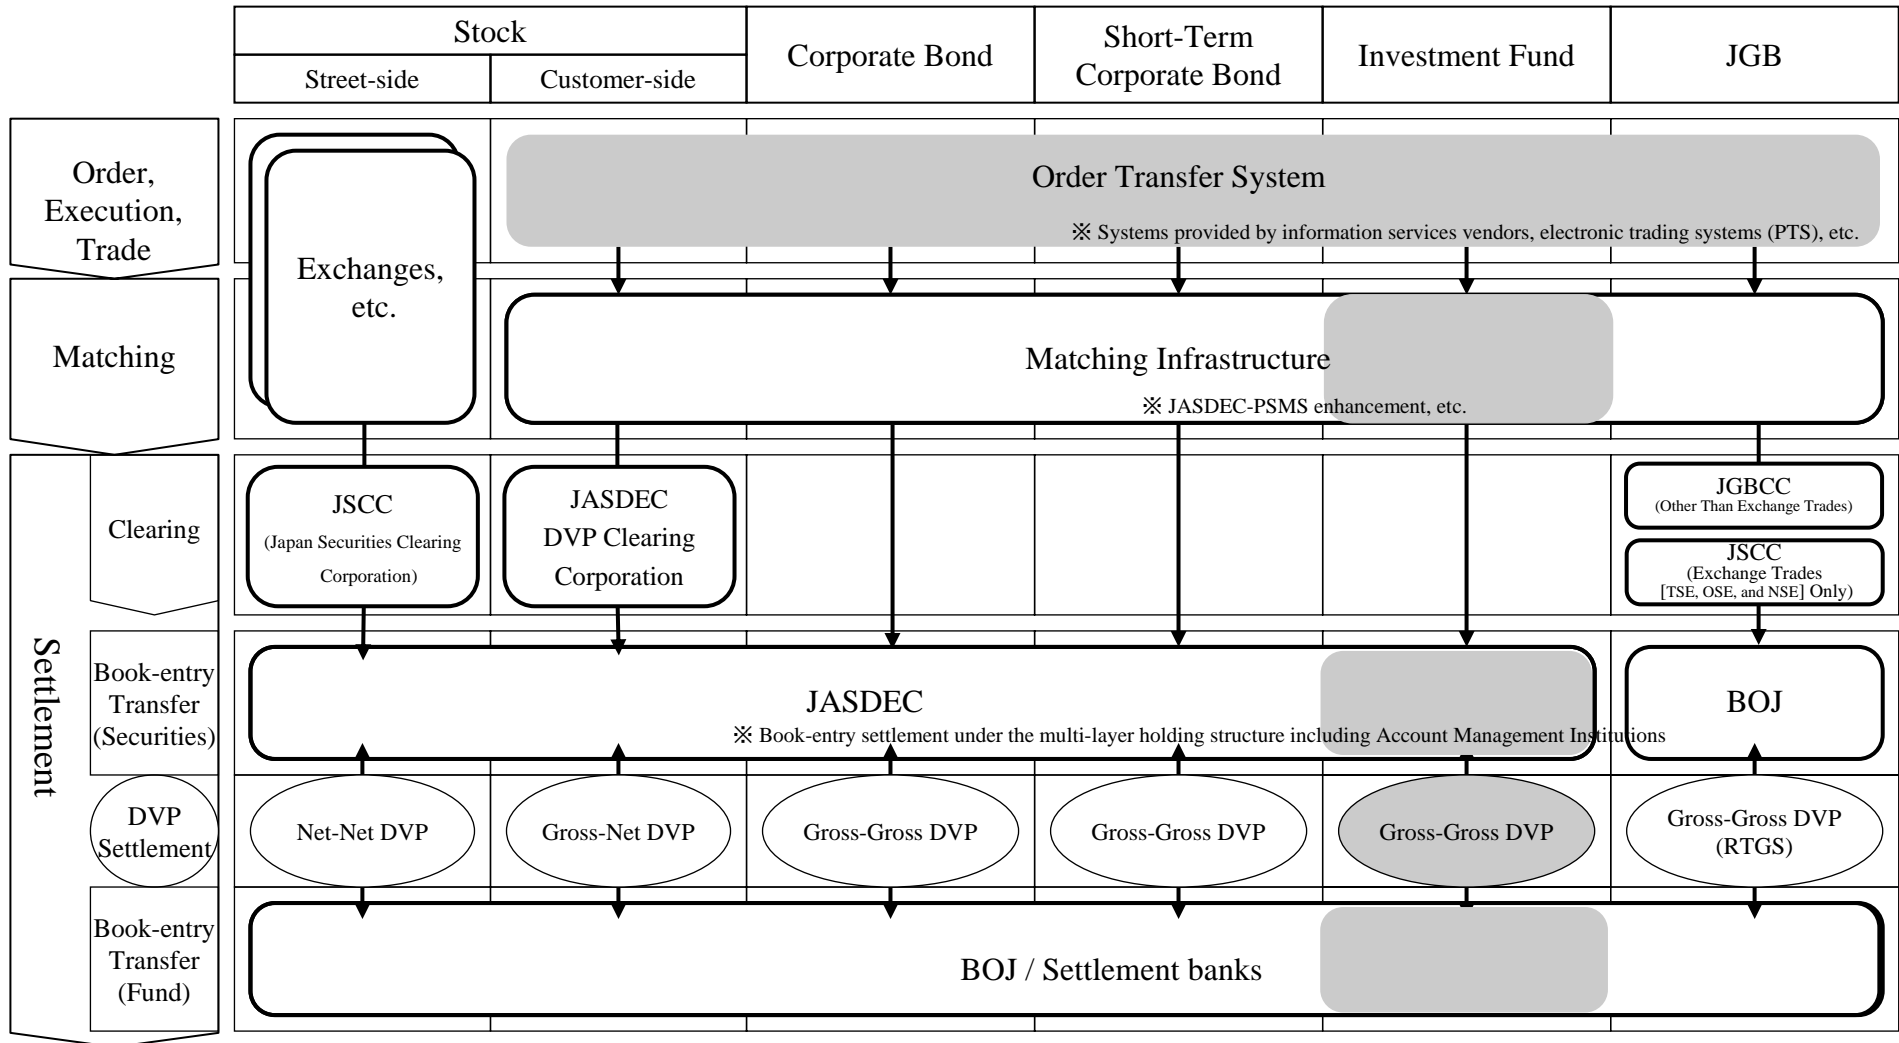 Stock
Street-side
Customer-side
Corporate Bond
Short-Term
Corporate Bond
Investment Fund
JGB
Order,
Execution,
Trade
Exchanges,
etc.
Order Transfer System
※ Systems provided by information services vendors, electronic trading systems (PTS), etc.
Matching
Matching Infrastructure
※ JASDEC-PSMS enhancement, etc.
Settlement
Clearing
JSCC
(Japan Securities Clearing
Corporation)
JASDEC
DVP Clearing
Corporation
JGBCC
(Other Than Exchange Trades)
JSCC
(Exchange Trades
[TSE, OSE, and NSE] Only)
Book-entry
Transfer
(Securities)
JASDEC
※ Book-entry settlement under the multi-layer holding structure including Account Management Institutions
BOJ
DVP
Settlement
Net-Net DVP
Gross-Net DVP
Gross-Gross DVP
Gross-Gross DVP
Gross-Gross DVP
Gross-Gross DVP
(RTGS)
Book-entry
Transfer
(Fund)
BOJ / Settlement banks